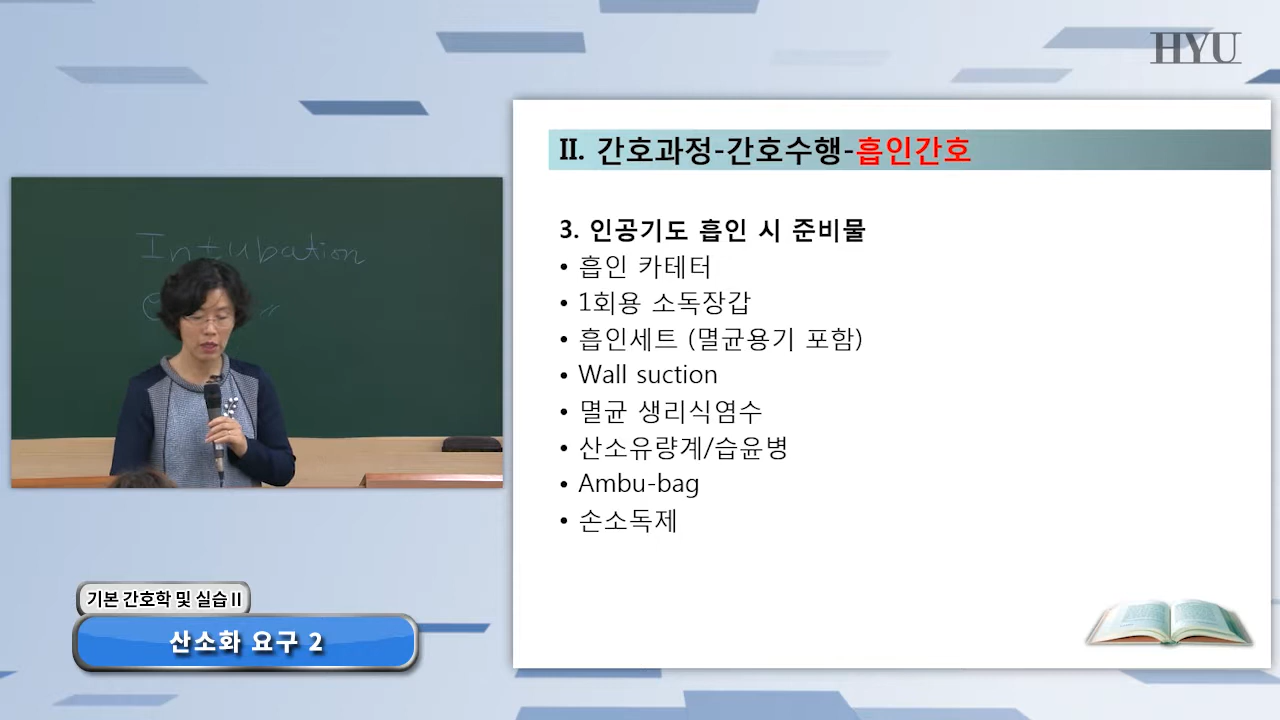 HYU
II. 간호과정-간호수행-흡인간호
3. 인공기도 흡인 시 준비물
• 흡인 카테터
• 1회용 소독장갑
• 흡인세트 (멸균용기 포함)
• Wall suction
• 멸균 생리식염수
• 산소유량계/습윤병
• Ambu-bag
• 손소독제
Intubation
기본 간호학 및 실습 II
산소화 요구 2